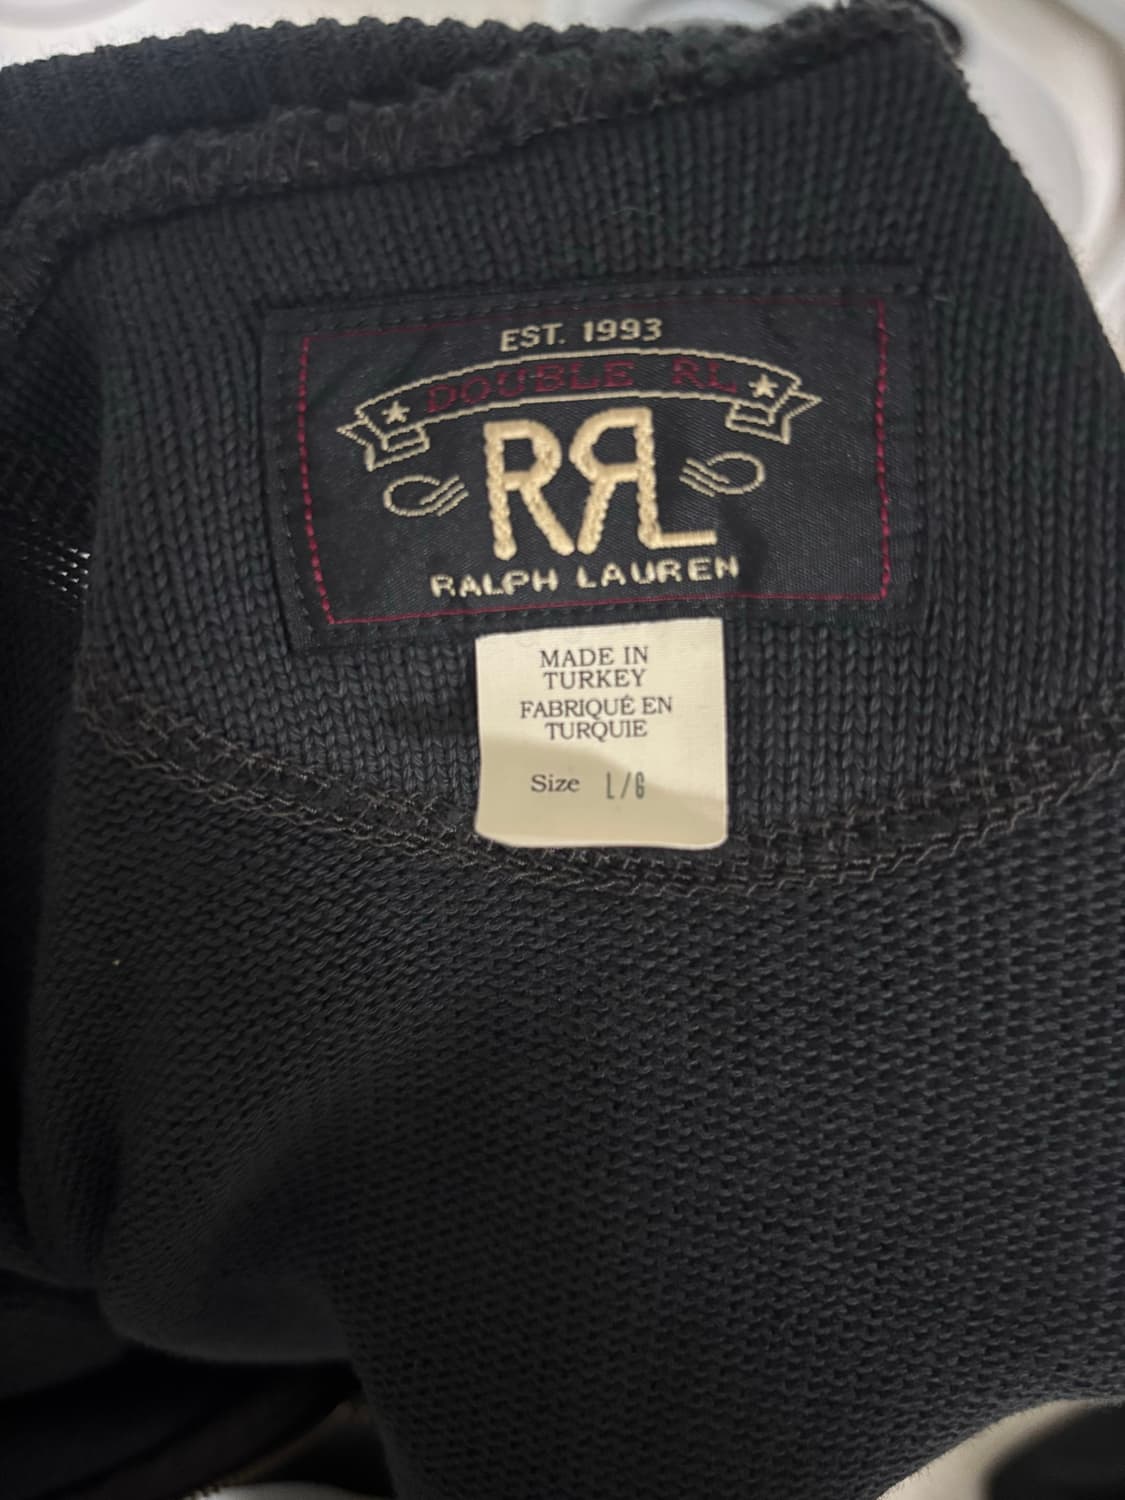 EST. 1993
DOUBLE RL
RRL
RALPH LAUREN
MADE IN
TURKEY
FABRIQUÉ EN
TURQUIE
Size L/G